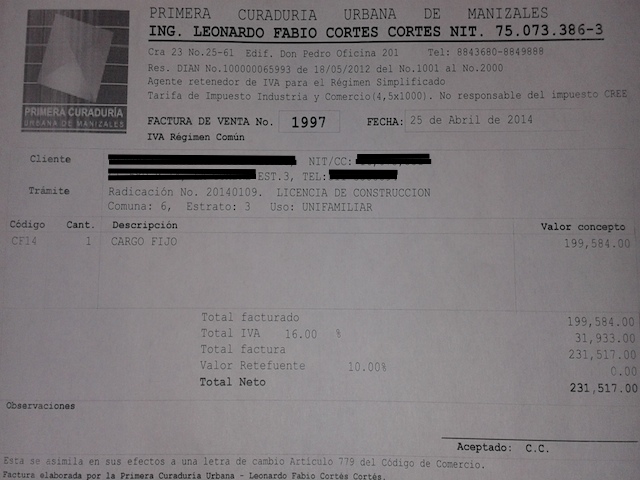 PRIMERA CURADURIA URBANA DE MANIZALES
ING. LEONARDO FABIO CORTES CORTES NIT. 75.073.386-3
Cra 23 No.25-61 Edif. Don Pedro Oficina 201 Tel: 8843680-8849888
Res. DIAN No.100000065993 de 18/05/2012 del No.1001 al No.2000
Agente retenedor de IVA para el Régimen Simplificado
Tarifa de Impuesto Industria y Comercio(4,5x1000). No responsable del impuesto CREE
PRIMERA CURADURÍA
URBANA DE MANIZALES
FACTURA DE VENTA No. 1997 FECHA: 25 de Abril de 2014
IVA Régimen Común
Cliente NIT/CC:
EST.3, TEL:
Trámite Radicación No. 20140109. LICENCIA DE CONSTRUCCION
Comuna: 6, Estrato: 3 Uso: UNIFAMILIAR
Código Cant. Descripción Valor concepto
CF14 1 CARGO FIJO 199,584.00
Total facturado 199,584.00
Total IVA 16.00 % 31,933.00
Total factura 231,517.00
Valor Retefuente 10.00% 0.00
Total Neto 231,517.00
Observaciones
Aceptado: C.C.
Esta se asimila en sus efectos a una letra de cambio Artículo 779 del Código de Comercio.
Factura elaborada por la Primera Curaduría Urbana - Leonardo Fabio Cortés Cortés.